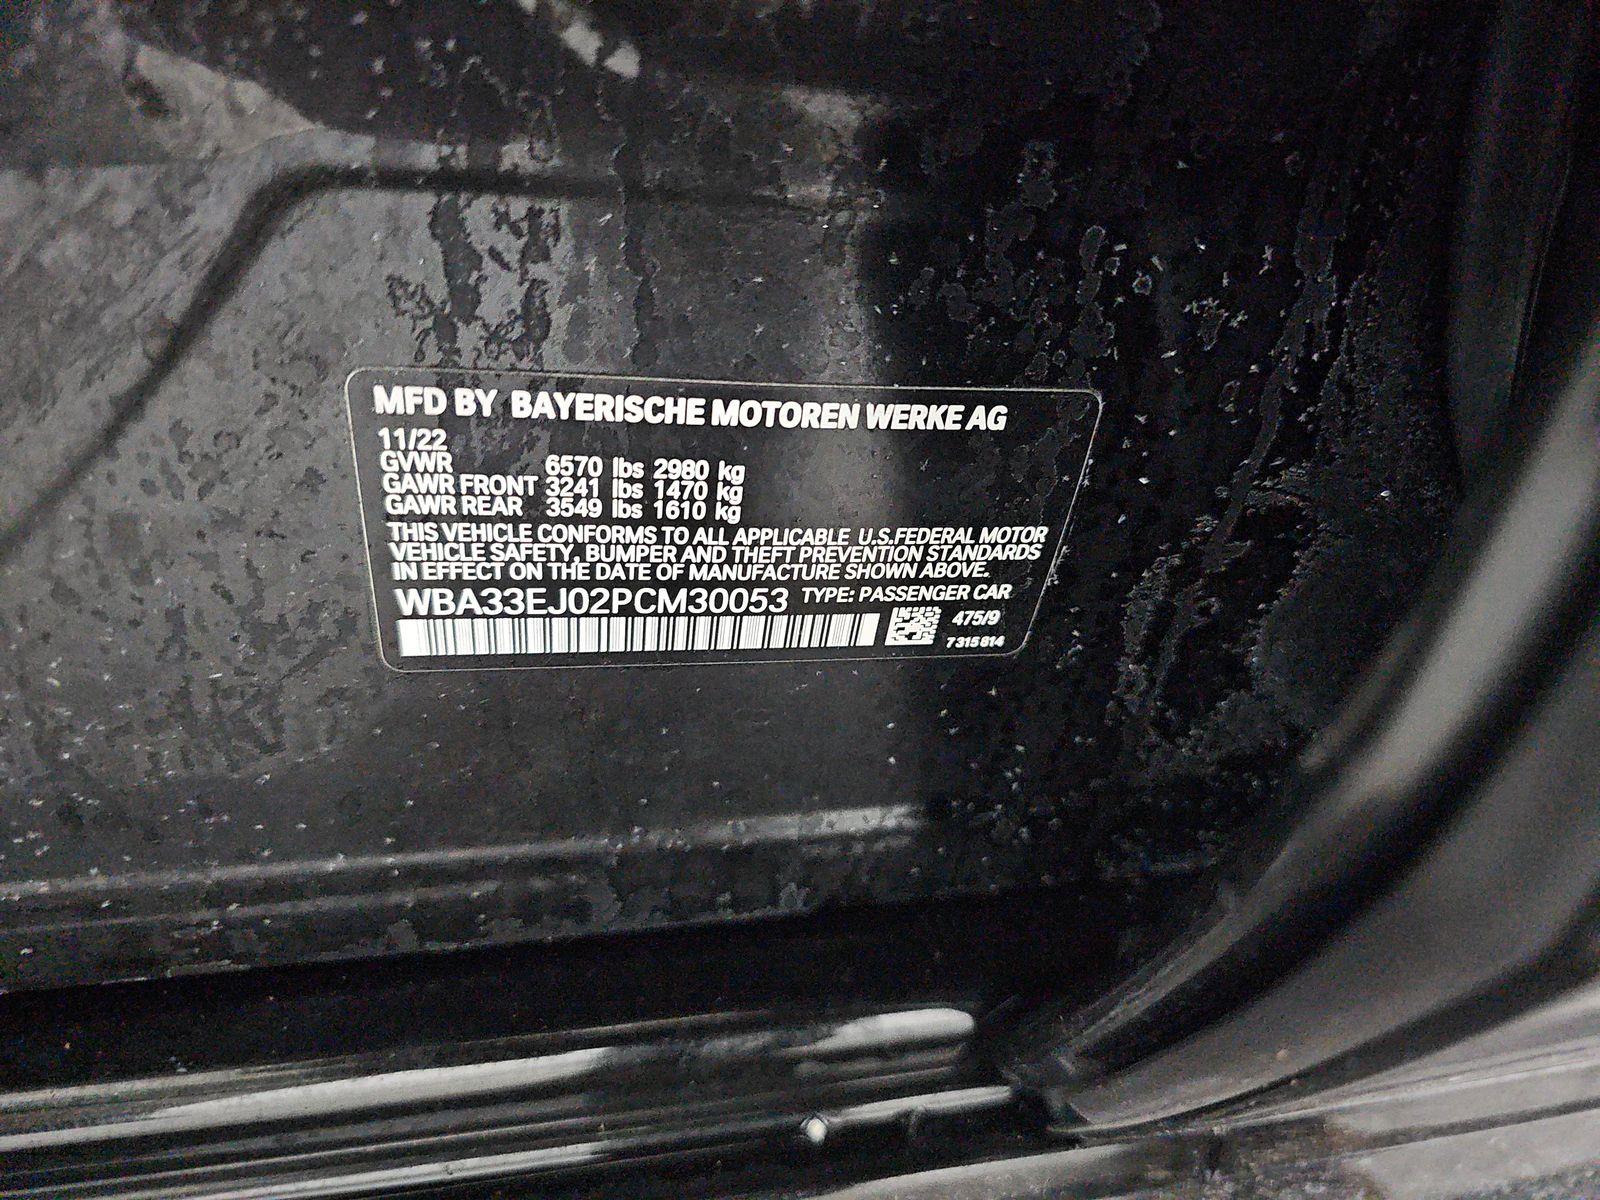 MFD BY BAYERISCHE MOTOREN WERKE AG
11/22
GVWR 6570 lbs 2980 kg
GAWR FRONT 3241 lbs 1470 kg
GAWR REAR 3549 lbs 1610 kg
THIS VEHICLE CONFORMS TO ALL APPLICABLE U.S.FEDERAL MOTOR
VEHICLE SAFETY, BUMPER AND THEFT PREVENTION STANDARDS
IN EFFECT ON THE DATE OF MANUFACTURE SHOWN ABOVE.
WBA33EJ02PCM30053 TYPE: PASSENGER CAR
475/9
7315814